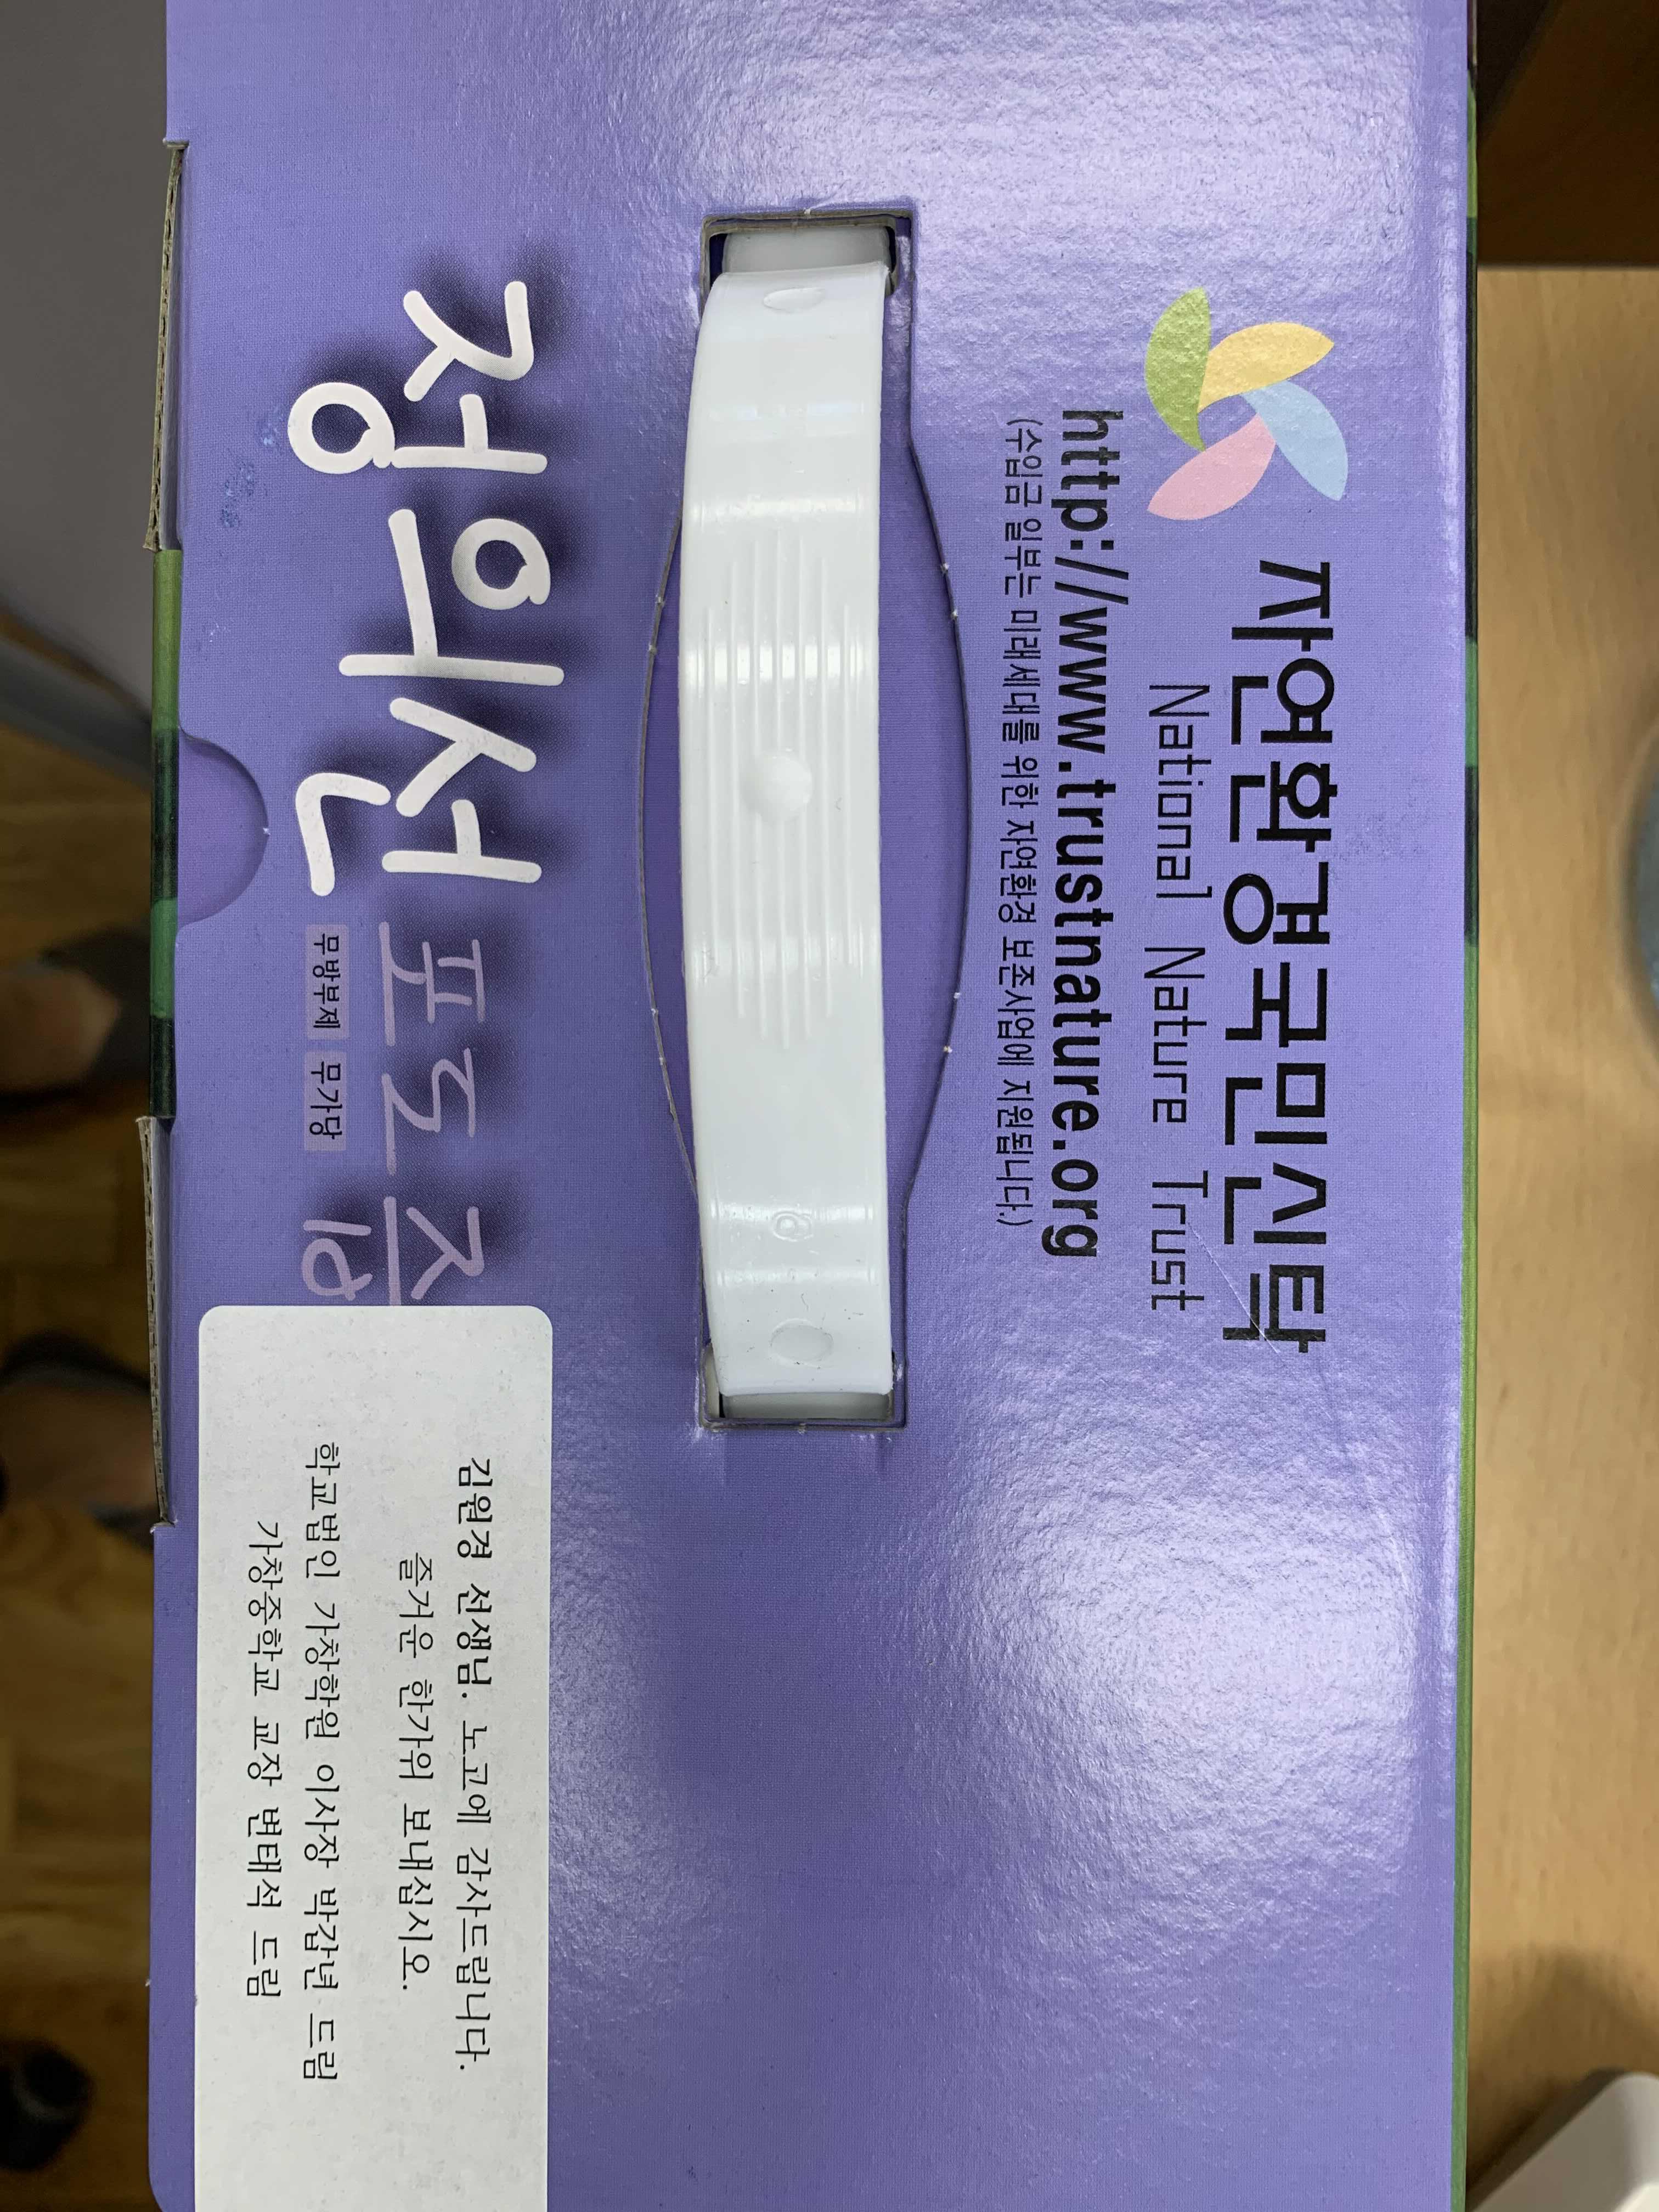 자연환경국민신탁
National Nature Trust
http://www.trustnature.org
(수입금 일부는 미래세대를 위한 자연환경 보존사업에 지원됩니다.)
정의선 포도즙
무방부제 무가당
김원경 선생님. 노고에 감사드립니다.
즐거운 한가위 보내십시오.
학교법인 가창학원 이사장 박갑년 드림
가창중학교 교장 변태석 드림